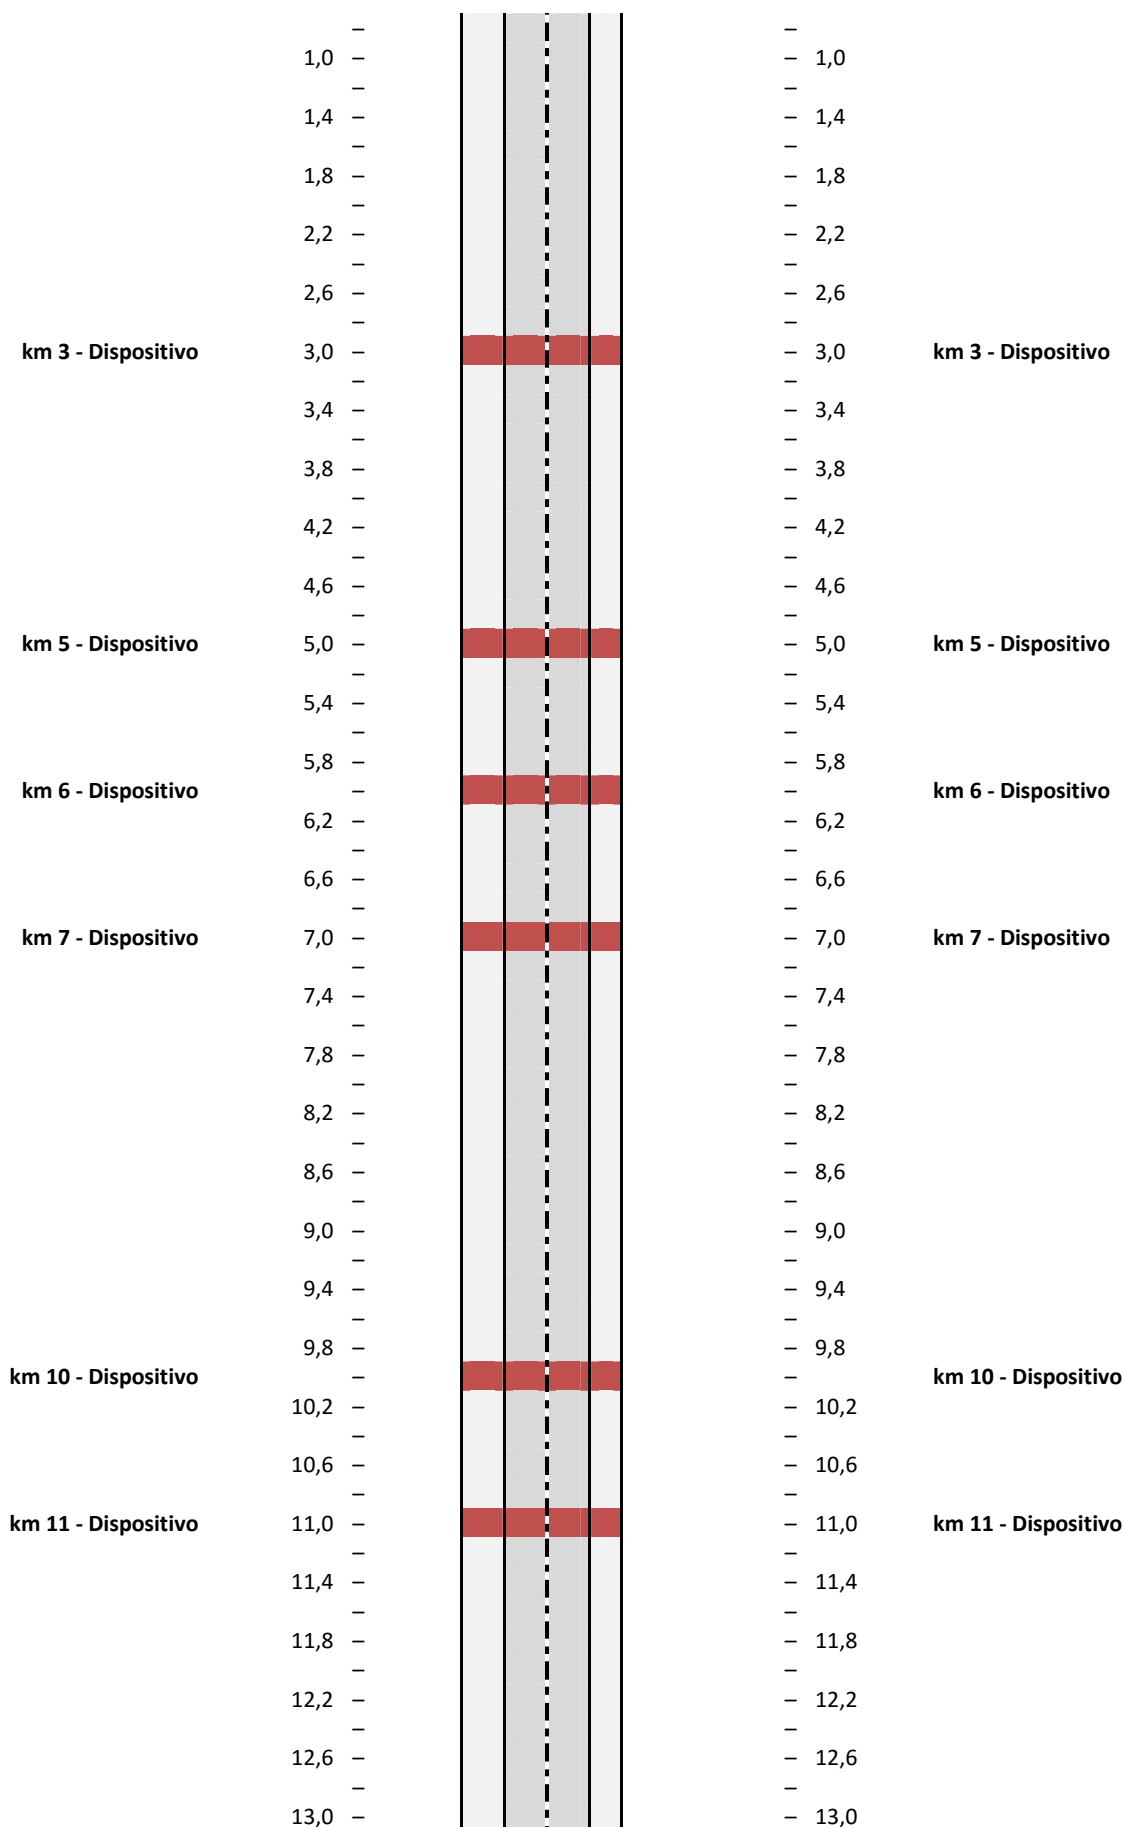 1,0 – – 1,0
1,4 – – 1,4
1,8 – – 1,8
2,2 – – 2,2
2,6 – – 2,6
km 3 - Dispositivo 3,0 – – 3,0 km 3 - Dispositivo
3,4 – – 3,4
3,8 – – 3,8
4,2 – – 4,2
4,6 – – 4,6
km 5 - Dispositivo 5,0 – – 5,0 km 5 - Dispositivo
5,4 – – 5,4
5,8 – – 5,8
km 6 - Dispositivo – – km 6 - Dispositivo
6,2 – – 6,2
6,6 – – 6,6
km 7 - Dispositivo 7,0 – – 7,0 km 7 - Dispositivo
7,4 – – 7,4
7,8 – – 7,8
8,2 – – 8,2
8,6 – – 8,6
9,0 – – 9,0
9,4 – – 9,4
9,8 – – 9,8
km 10 - Dispositivo – – km 10 - Dispositivo
10,2 – – 10,2
10,6 – – 10,6
km 11 - Dispositivo 11,0 – – 11,0 km 11 - Dispositivo
11,4 – – 11,4
11,8 – – 11,8
12,2 – – 12,2
12,6 – – 12,6
13,0 – – 13,0